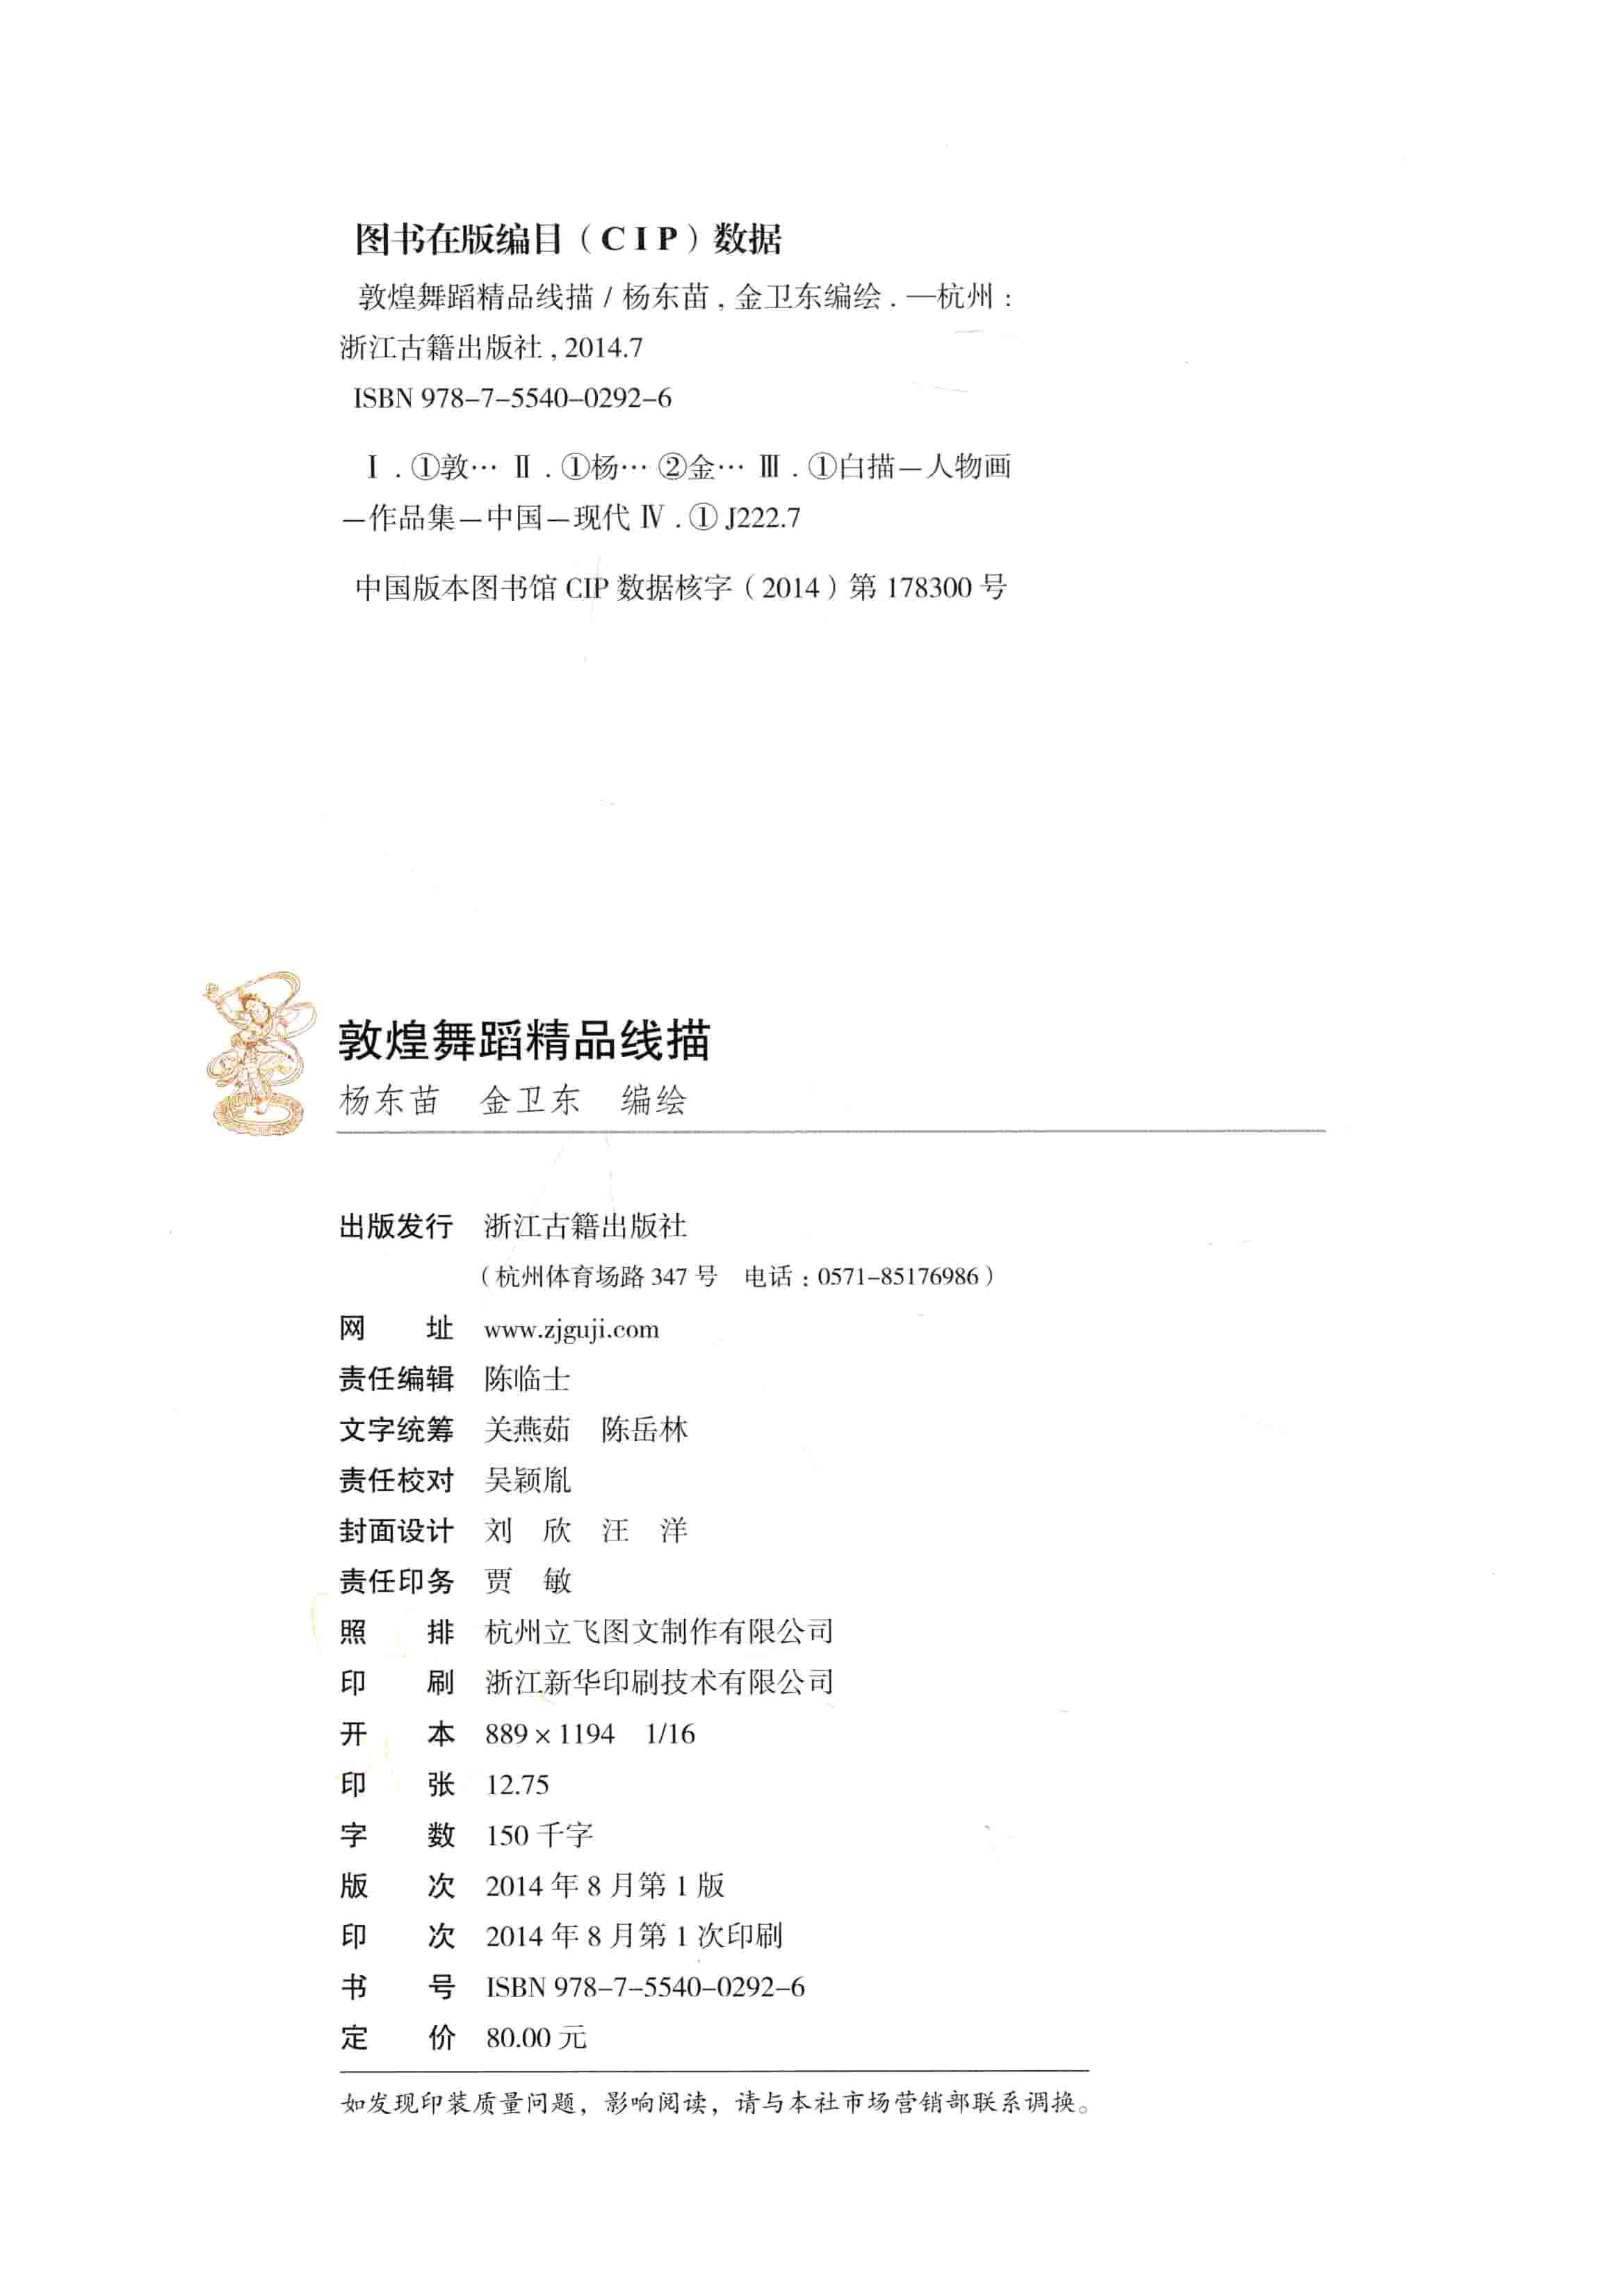 图书在版编目（CIP）数据
敦煌舞蹈精品线描 / 杨东苗, 金卫东编绘. —杭州：
浙江古籍出版社, 2014.7
ISBN 978-7-5540-0292-6
Ⅰ. ①敦… Ⅱ. ①杨… ②金… Ⅲ. ①白描—人物画
—作品集—中国—现代 Ⅳ. ①J222.7
中国版本图书馆 CIP 数据核字（2014）第 178300 号
敦煌舞蹈精品线描
杨东苗 金卫东 编绘
出版发行 浙江古籍出版社
（杭州体育场路 347 号 电话：0571-85176986）
网 址 www.zjguji.com
责任编辑 陈临士
文字统筹 关燕茹 陈岳林
责任校对 吴颖胤
封面设计 刘 欣 汪 洋
责任印务 贾 敏
照 排 杭州立飞图文制作有限公司
印 刷 浙江新华印刷技术有限公司
开 本 889×1194 1/16
印 张 12.75
字 数 150 千字
版 次 2014 年 8 月第 1 版
印 次 2014 年 8 月第 1 次印刷
书 号 ISBN 978-7-5540-0292-6
定 价 80.00 元
如发现印装质量问题，影响阅读，请与本社市场营销部联系调换。